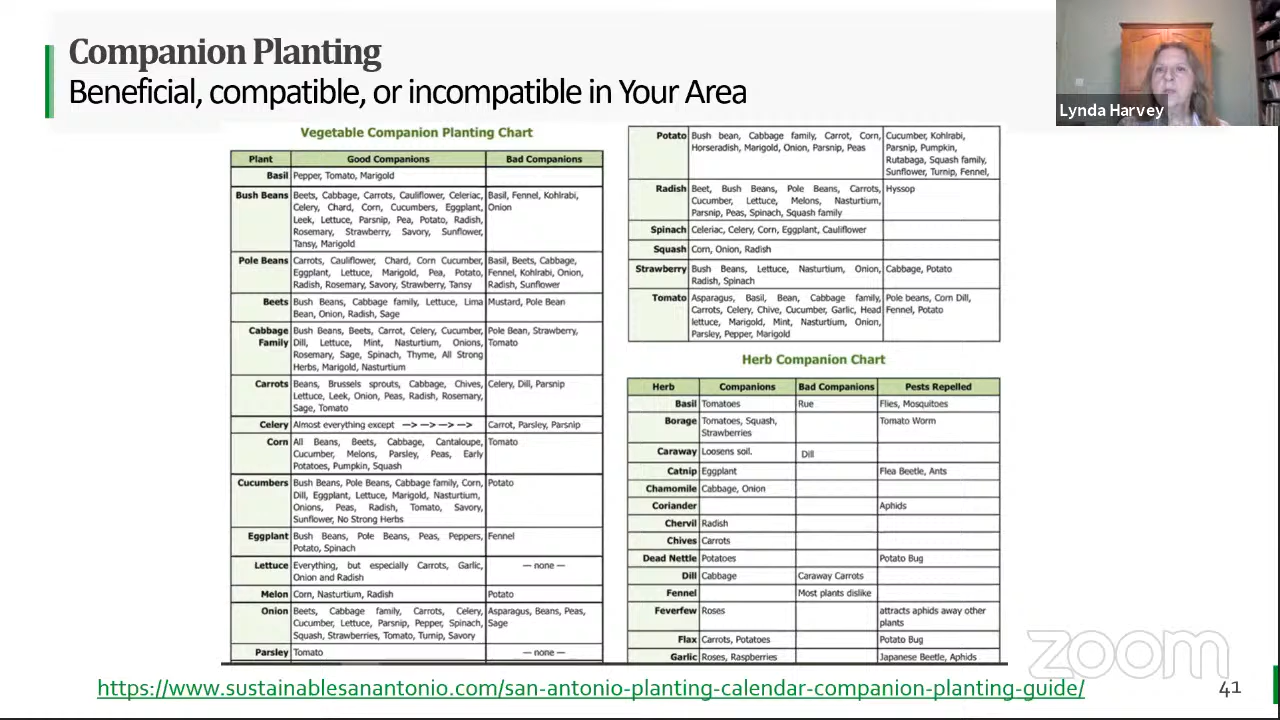 Companion Planting
Beneficial, compatible, or incompatible in Your Area
Lynda Harvey
Vegetable Companion Planting Chart
Plant Good Companions Bad Companions
Basil Pepper, Tomato, Marigold
Bush Beans Beets, Cabbage, Carrots, Cauliflower, Celeriac, Basil, Fennel, Kohlrabi,
Celery, Chard, Corn, Cucumbers, Eggplant, Onion
Leek, Lettuce, Parsnip, Pea, Potato, Radish,
Rosemary, Strawberry, Savory, Sunflower,
Tansy, Marigold
Pole Beans Carrots, Cauliflower, Chard, Corn Cucumber, Basil, Beets, Cabbage,
Eggplant, Lettuce, Marigold, Pea, Potato, Fennel, Kohlrabi, Onion,
Radish, Rosemary, Savory, Strawberry, Tansy Radish, Sunflower
Beets Bush Beans, Cabbage family, Lettuce, Lima Mustard, Pole Bean
Bean, Onion, Radish, Sage
Cabbage Bush Beans, Beets, Carrot, Celery, Cucumber, Pole Bean, Strawberry,
Family Dill, Lettuce, Mint, Nasturtium, Onions, Tomato
Rosemary, Sage, Spinach, Thyme, All Strong
Herbs, Marigold, Nasturtium
Carrots Beans, Brussels sprouts, Cabbage, Chives, Celery, Dill, Parsnip
Lettuce, Leek, Onion, Peas, Radish, Rosemary,
Sage, Tomato
Celery Almost everything except —> —> —> —> Carrot, Parsley, Parsnip
Corn All Beans, Beets, Cabbage, Cantaloupe, Tomato
Cucumber, Melons, Parsley, Peas, Early
Potatoes, Pumpkin, Squash
Cucumbers Bush Beans, Pole Beans, Cabbage family, Corn, Potato
Dill, Eggplant, Lettuce, Marigold, Nasturtium,
Onions, Peas, Radish, Tomato, Savory,
Sunflower, No Strong Herbs
Eggplant Bush Beans, Pole Beans, Peas, Peppers, Fennel
Potato, Spinach
Lettuce Everything, but especially Carrots, Garlic, — none —
Onion and Radish
Melon Corn, Nasturtium, Radish Potato
Onion Beets, Cabbage family, Carrots, Celery, Asparagus, Beans, Peas,
Cucumber, Lettuce, Parsnip, Pepper, Spinach, Sage
Squash, Strawberries, Tomato, Turnip, Savory
Parsley Tomato — none —
Potato Bush bean, Cabbage family, Carrot, Corn, Cucumber, Kohlrabi,
Horseradish, Marigold, Onion, Parsnip, Peas Parsnip, Pumpkin,
Rutabaga, Squash family,
Sunflower, Turnip, Fennel,
Radish Beet, Bush Beans, Pole Beans, Carrots, Hyssop
Cucumber, Lettuce, Melons, Nasturtium,
Parsnip, Peas, Spinach, Squash family
Spinach Celeriac, Celery, Corn, Eggplant, Cauliflower
Squash Corn, Onion, Radish
Strawberry Bush Beans, Lettuce, Nasturtium, Onion, Cabbage, Potato
Radish, Spinach
Tomato Asparagus, Basil, Bean, Cabbage family, Pole beans, Corn Dill,
Carrots, Celery, Chive, Cucumber, Garlic, Head Fennel, Potato
lettuce, Marigold, Mint, Nasturtium, Onion,
Parsley, Pepper, Marigold
Herb Companion Chart
Herb Companions Bad Companions Pests Repelled
Basil Tomatoes Rue Flies, Mosquitoes
Borage Tomatoes, Squash, Tomato Worm
Strawberries
Caraway Loosens soil. Dill
Catnip Eggplant Flea Beetle, Ants
Chamomile Cabbage, Onion
Coriander Aphids
Chervil Radish
Chives Carrots
Dead Nettle Potatoes Potato Bug
Dill Cabbage Caraway Carrots
Fennel Most plants dislike
Feverfew Roses attracts aphids away other
plants
Flax Carrots, Potatoes Potato Bug
Garlic Roses, Raspberries Japanese Beetle, Aphids
zoom
https://www.sustainablesanantonio.com/san-antonio-planting-calendar-companion-planting-guide/
41